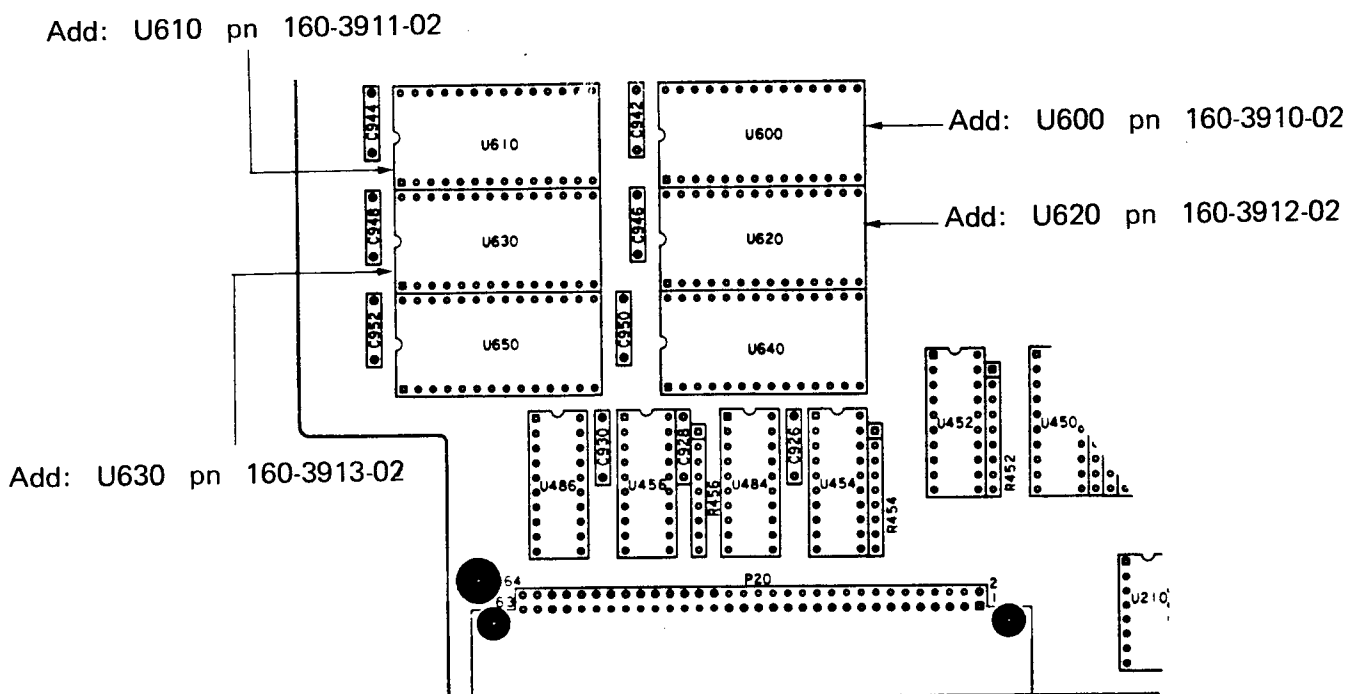 Add: U610 pn 160-3911-02
C944
U610
C942
U600
Add: U600 pn 160-3910-02
C948
U630
C946
U620
Add: U620 pn 160-3912-02
C952
U650
C950
U640
Add: U630 pn 160-3913-02
U486
C930
U456
C928
R456
U484
C926
U454
R454
U452
R452
U450
64
63
P20
2
1
U210